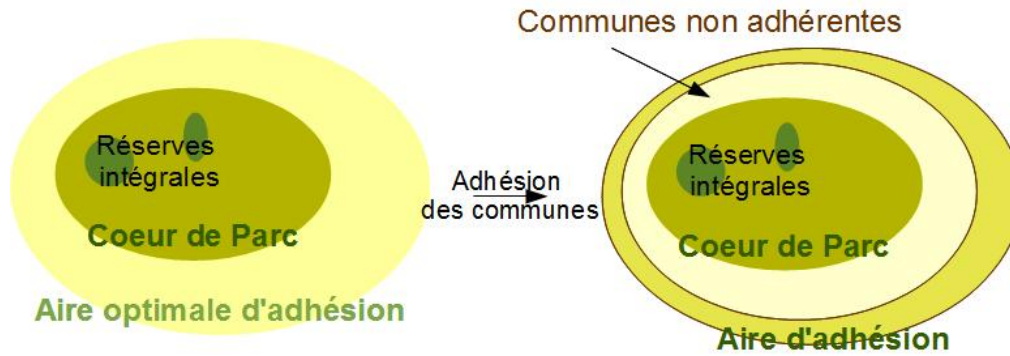 Communes non adhérentes
Réserves
intégrales
Coeur de Parc
Aire optimale d'adhésion
Adhésion
des communes
Réserves
intégrales
Coeur de Parc
Aire d'adhésion